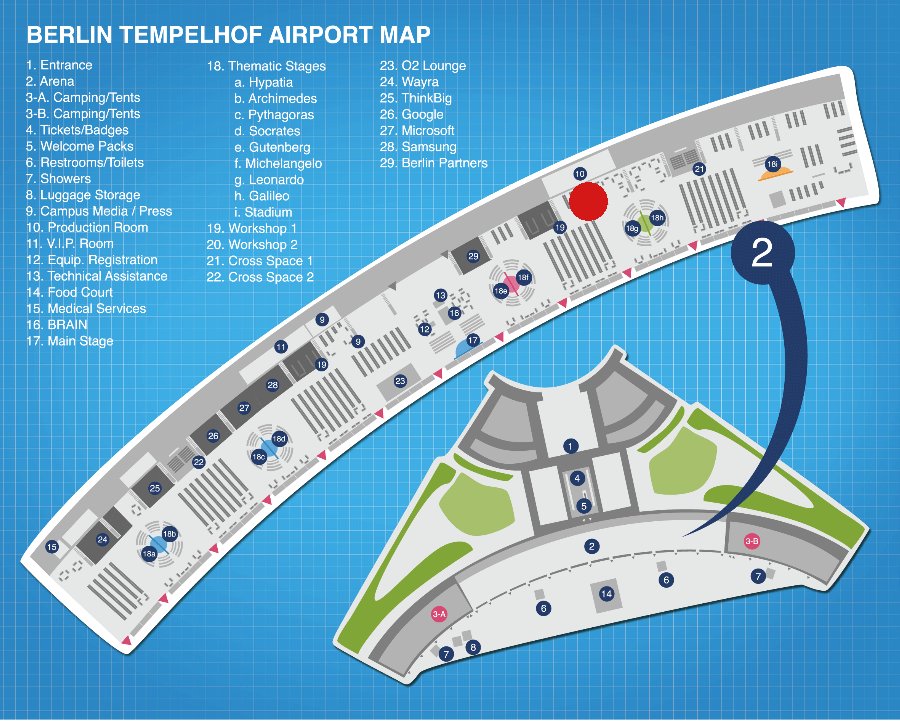 BERLIN TEMPELHOF AIRPORT MAP
1. Entrance
2. Arena
3-A. Camping/Tents
3-B. Camping/Tents
4. Tickets/Badges
5. Welcome Packs
6. Restrooms/Toilets
7. Showers
8. Luggage Storage
9. Campus Media / Press
10. Production Room
11. V.I.P. Room
12. Equip. Registration
13. Technical Assistance
14. Food Court
15. Medical Services
16. BRAIN
17. Main Stage
18. Thematic Stages
a. Hypatia
b. Archimedes
c. Pythagoras
d. Socrates
e. Gutenberg
f. Michelangelo
g. Leonardo
h. Galileo
i. Stadium
19. Workshop 1
20. Workshop 2
21. Cross Space 1
22. Cross Space 2
23. O2 Lounge
24. Wayra
25. ThinkBig
26. Google
27. Microsoft
28. Samsung
29. Berlin Partners
10
21
18i
18h
18g
19
29
18f
18e
13
16
12
17
9
9
11
19
28
23
27
26
18d
18c
22
25
24
18b
18a
15
2
1
4
5
2
3-B
6
7
14
6
3-A
7
8